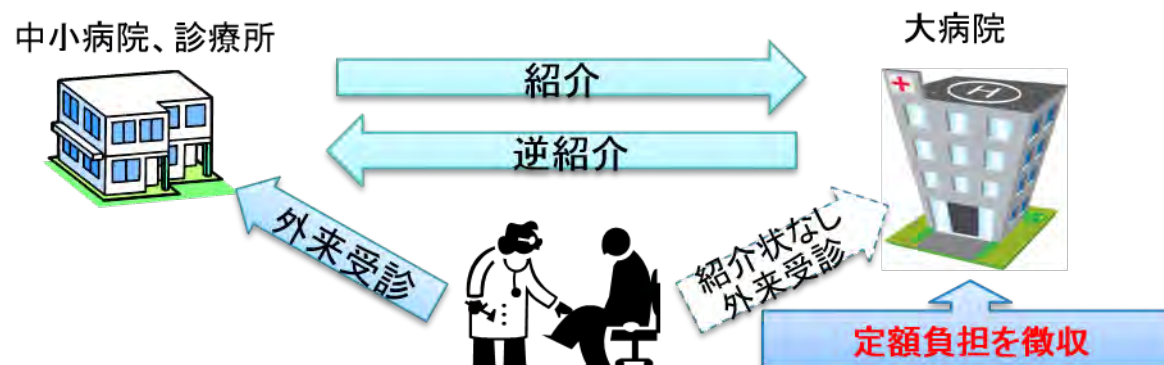 中小病院、診療所
大病院
紹介
逆紹介
外来受診
紹介状なし
外来受診
H
定額負担を徴収